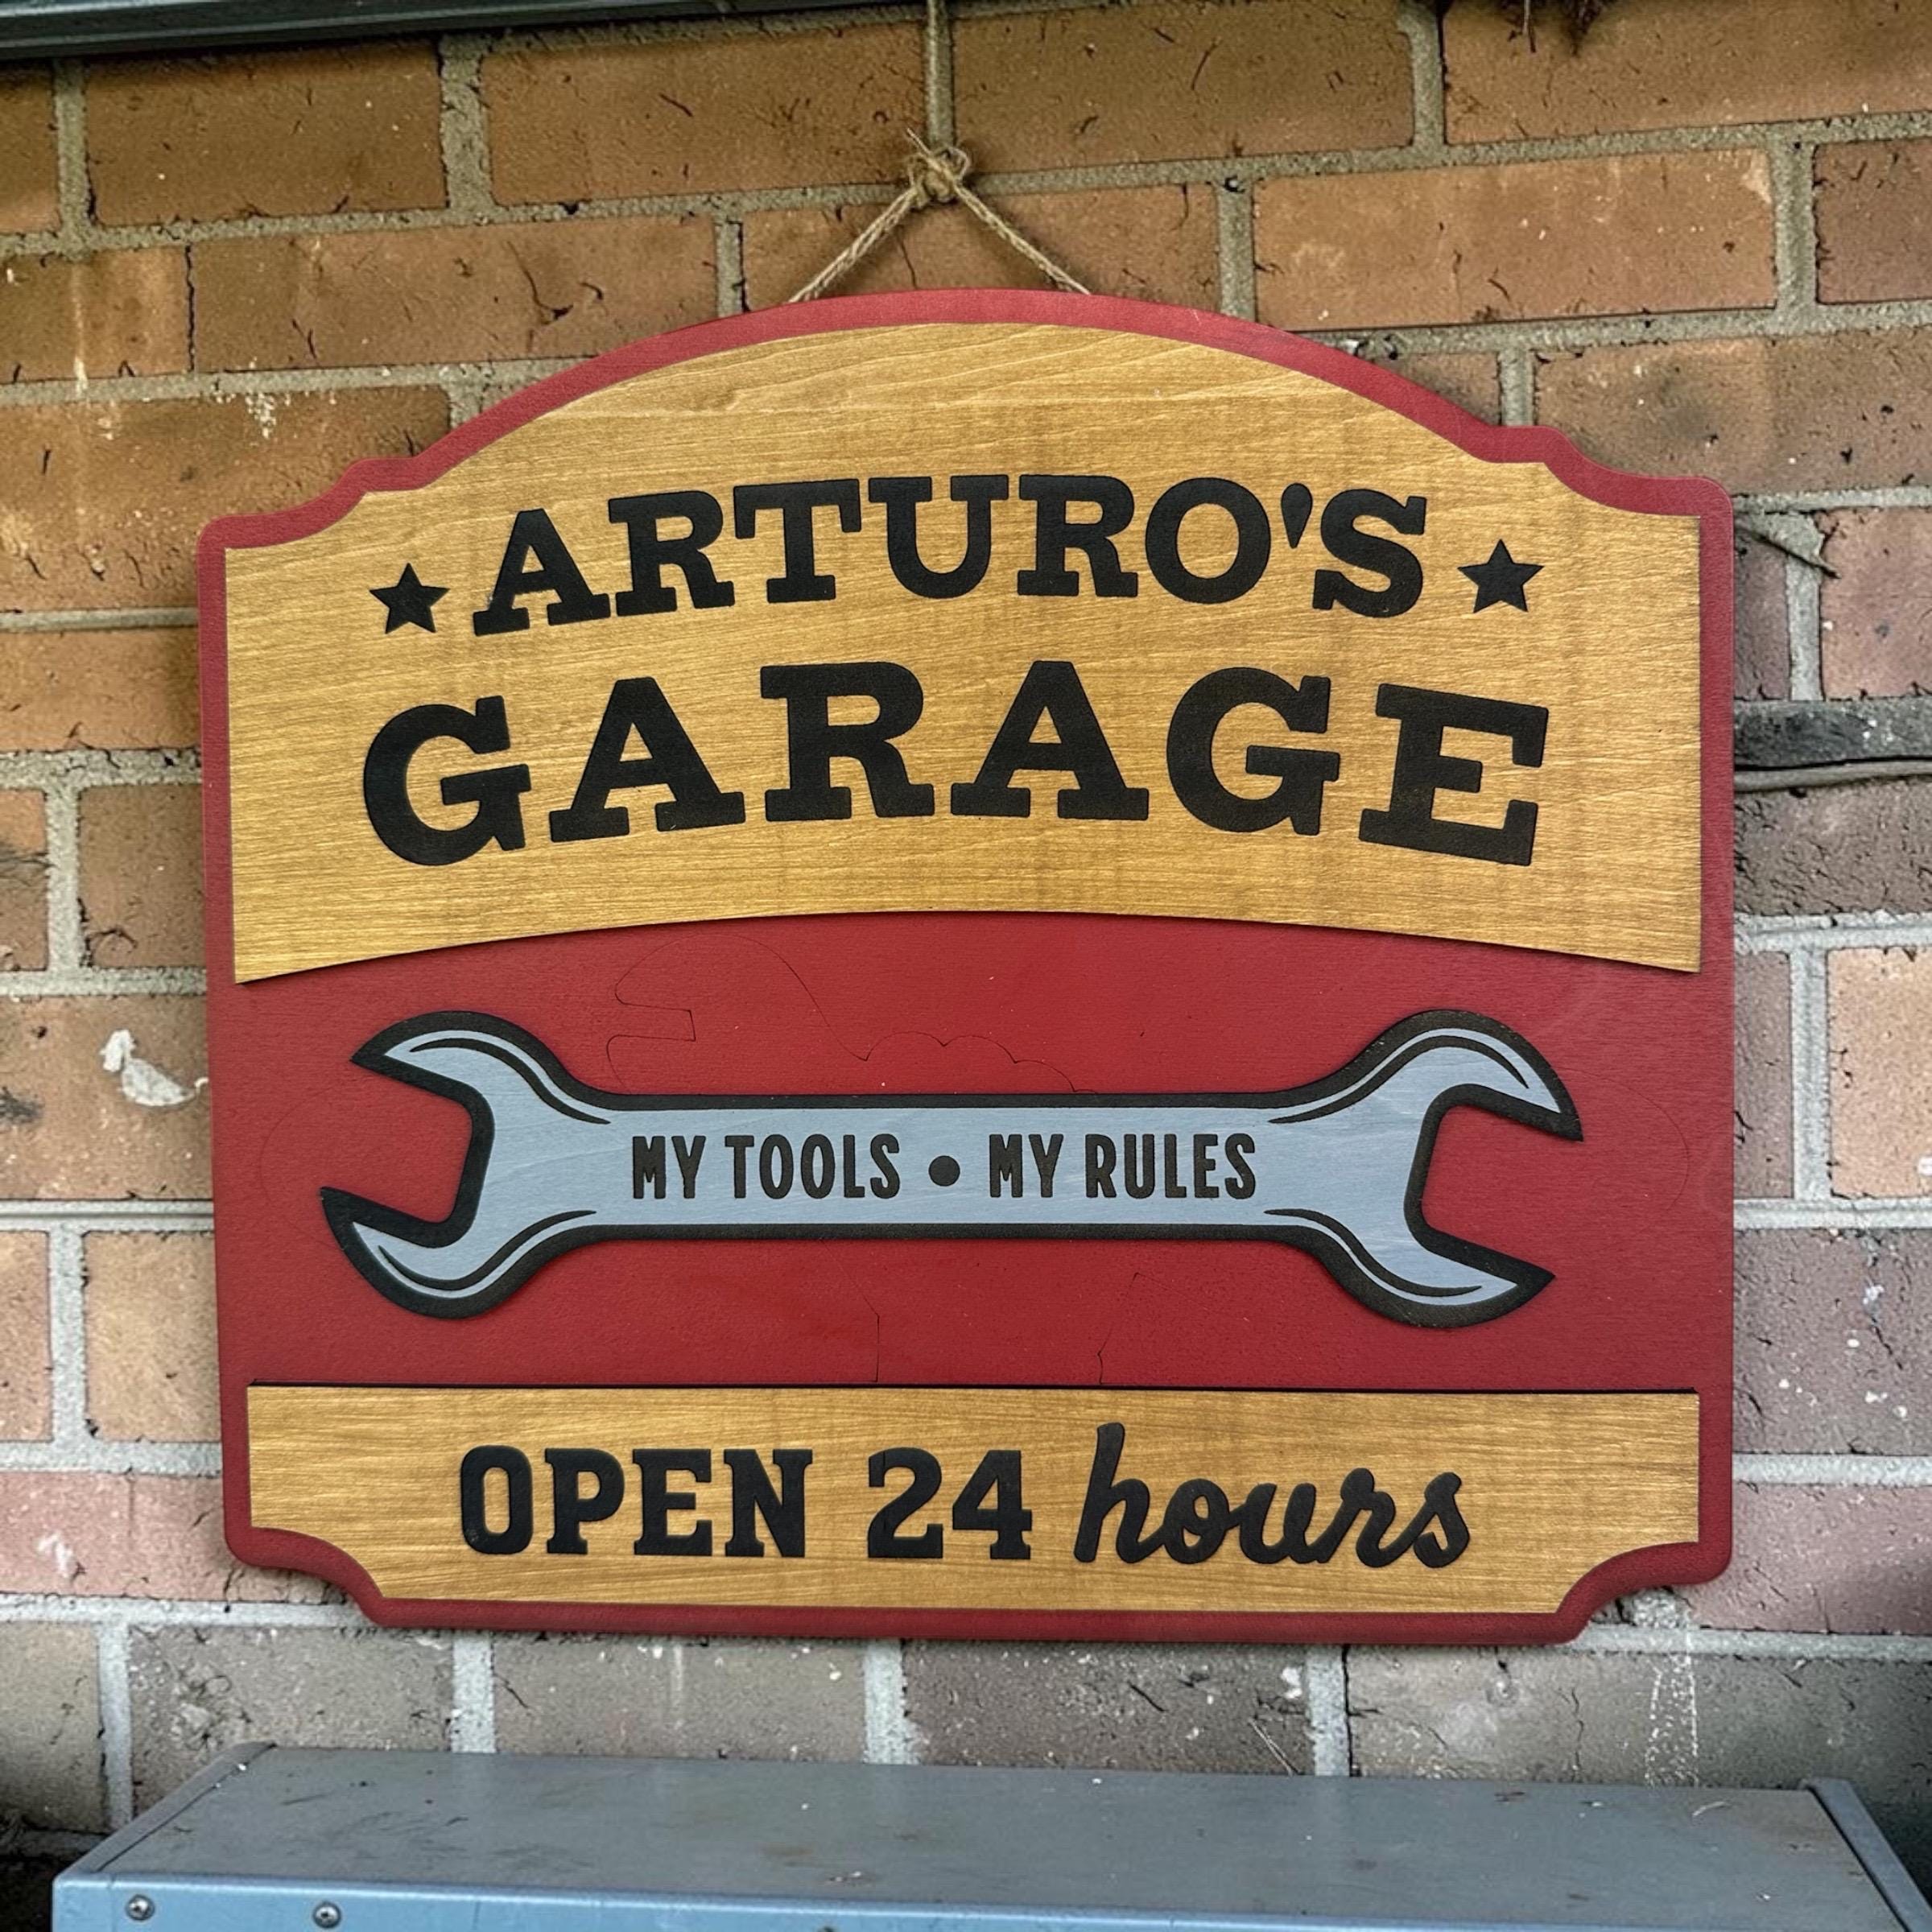 ARTURO'S
GARAGE
MY TOOLS • MY RULES
OPEN 24 hours